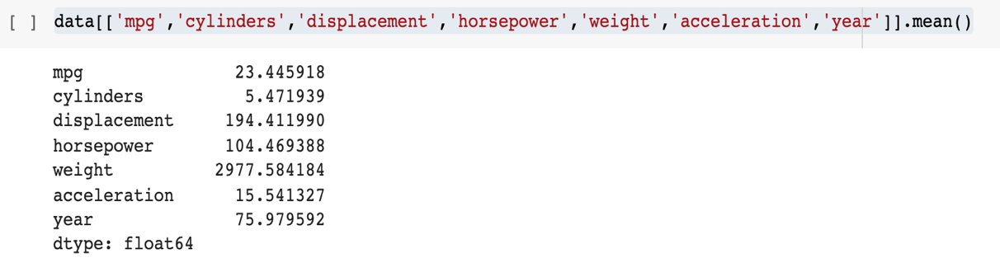 [ ] data[['mpg','cylinders','displacement','horsepower','weight','acceleration','year']].mean()
mpg 23.445918
cylinders 5.471939
displacement 194.411990
horsepower 104.469388
weight 2977.584184
acceleration 15.541327
year 75.979592
dtype: float64